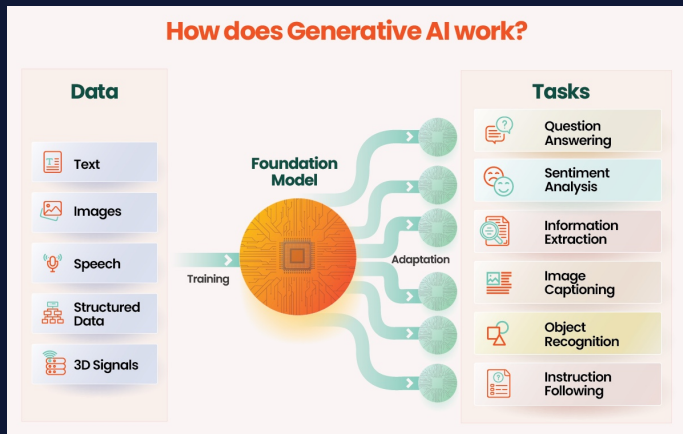 How does Generative AI work?
Data
Text
Images
Speech
Structured
Data
3D Signals
Training
Foundation
Model
Adaptation
Tasks
Question
Answering
Sentiment
Analysis
Information
Extraction
Image
Captioning
Object
Recognition
Instruction
Following